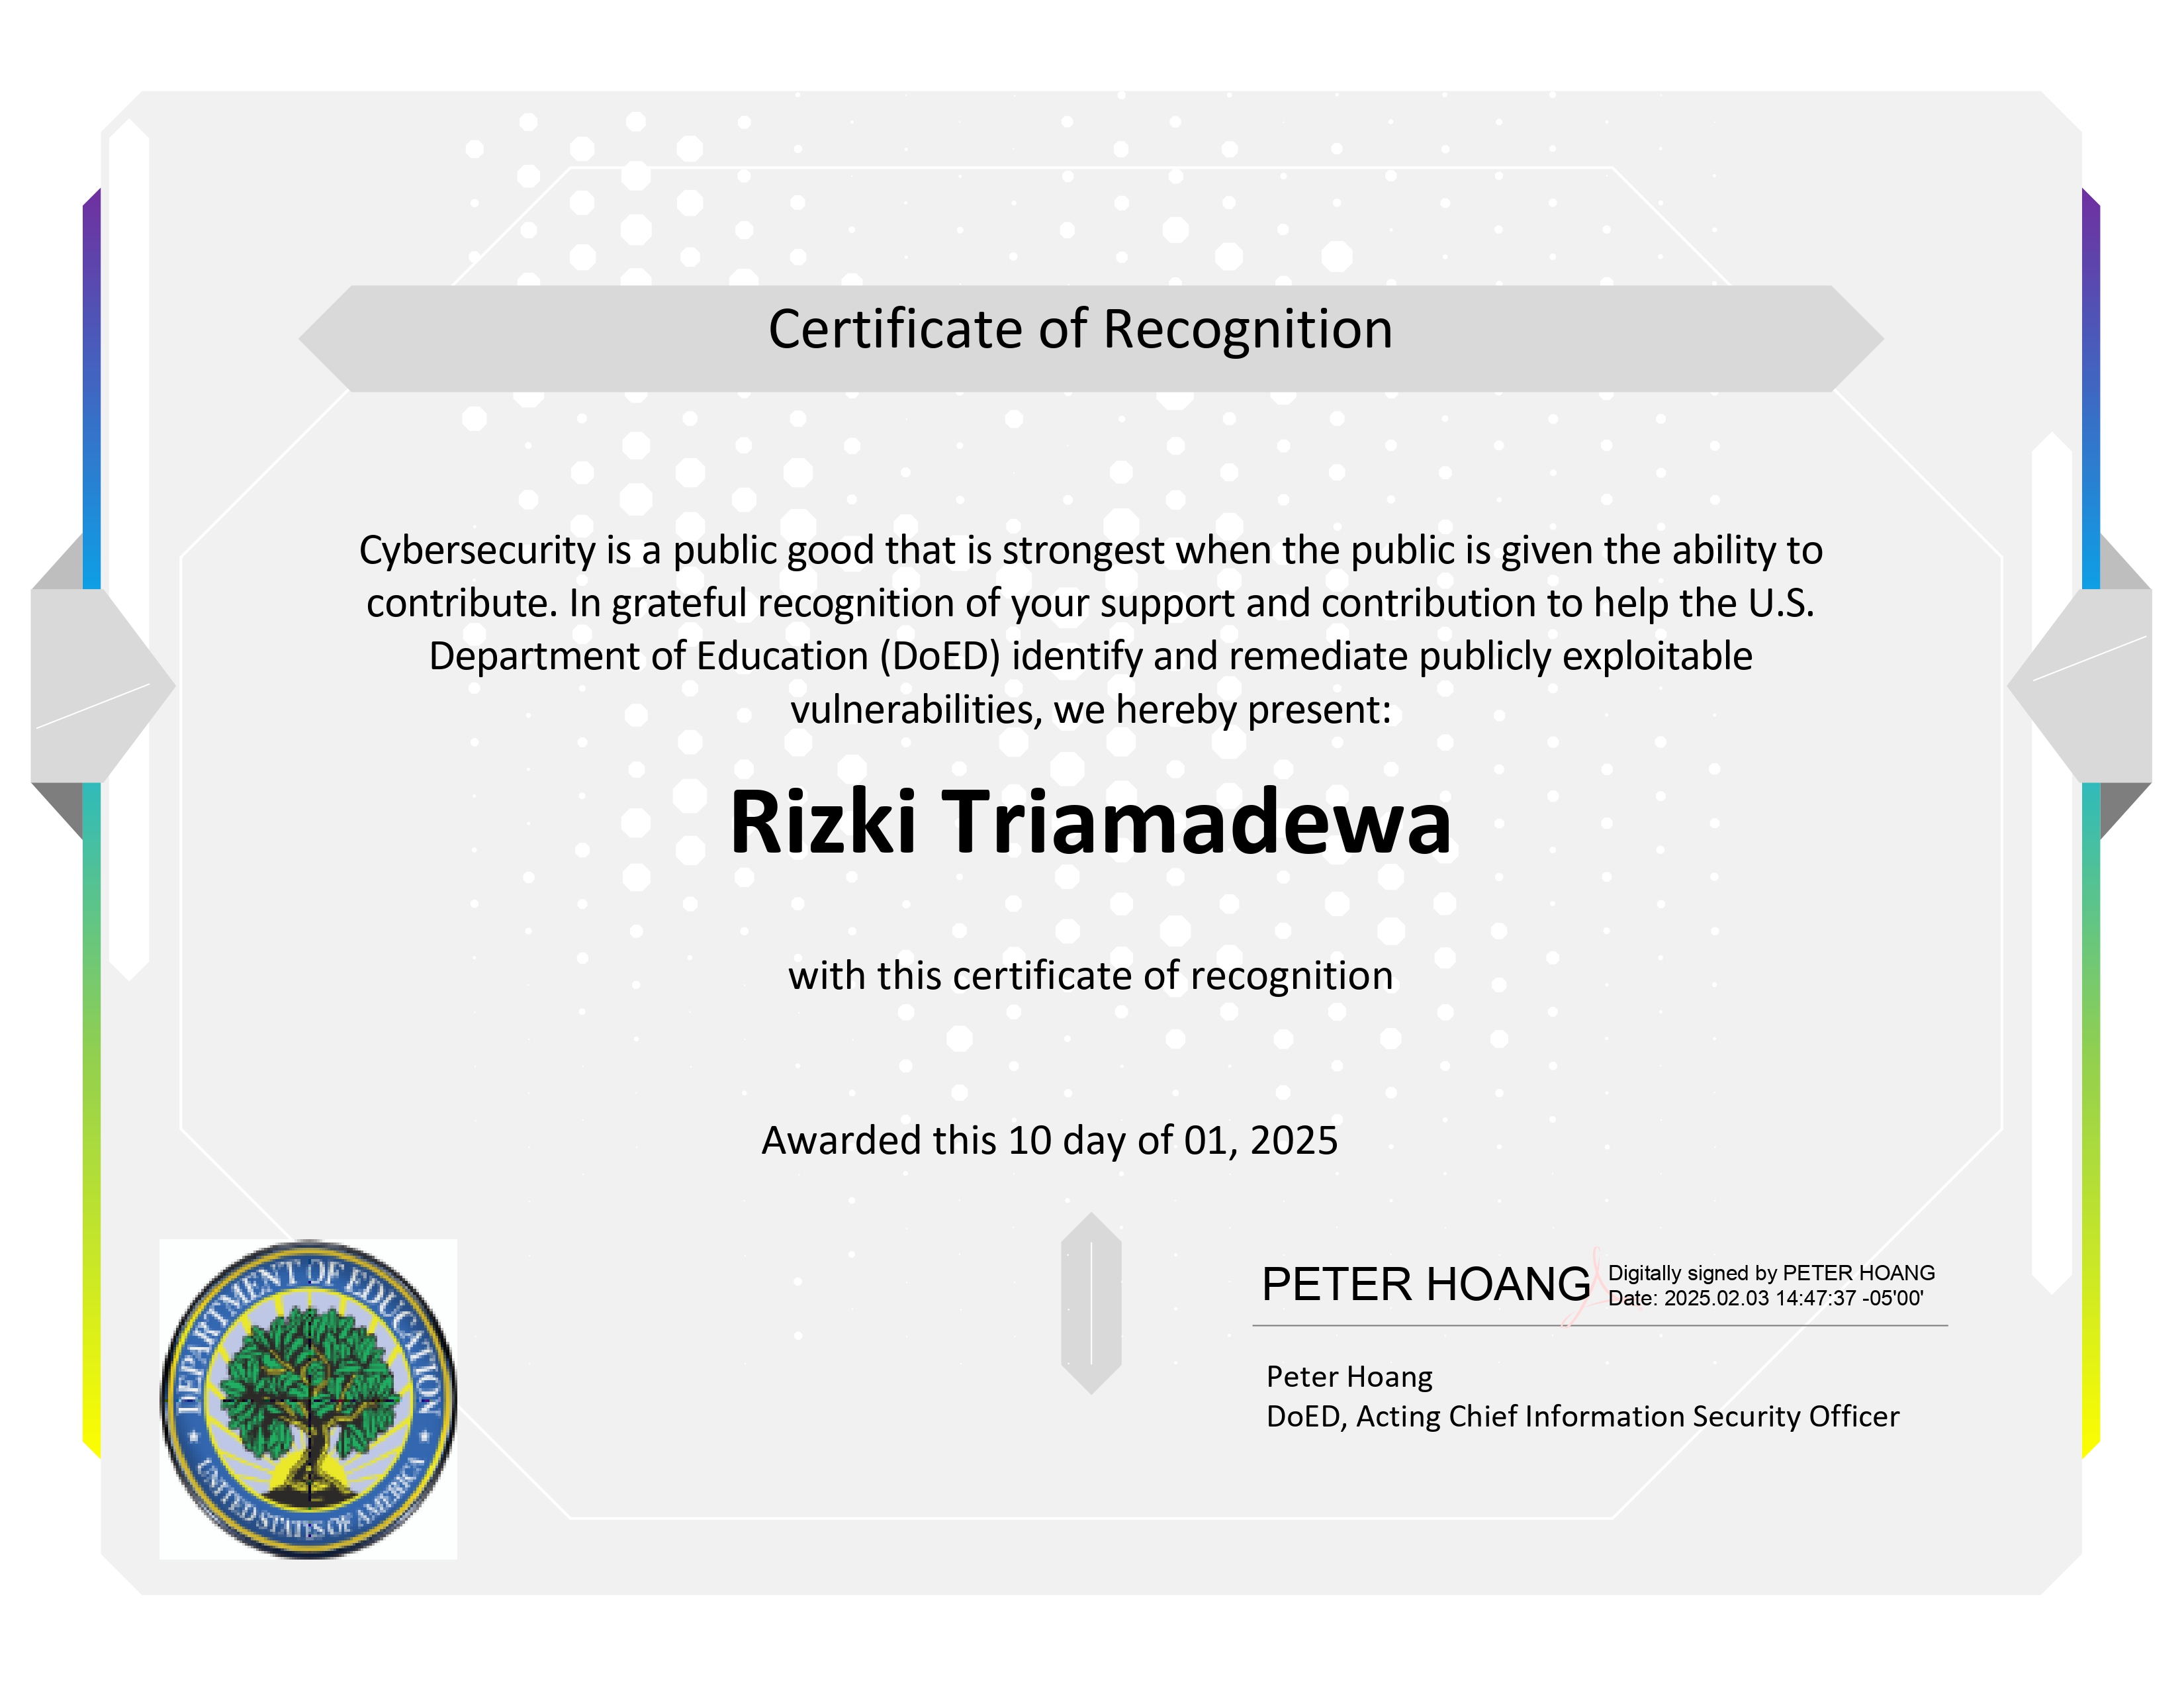 Certificate of Recognition
Cybersecurity is a public good that is strongest when the public is given the ability to
contribute. In grateful recognition of your support and contribution to help the U.S.
Department of Education (DoED) identify and remediate publicly exploitable
vulnerabilities, we hereby present:
Rizki Triamadewa
with this certificate of recognition
Awarded this 10 day of 01, 2025
DEPARTMENT OF EDUCATION
UNITED STATES OF AMERICA
PETER HOANG
Digitally signed by PETER HOANG
Date: 2025.02.03 14:47:37 -05'00'
Peter Hoang
DoED, Acting Chief Information Security Officer